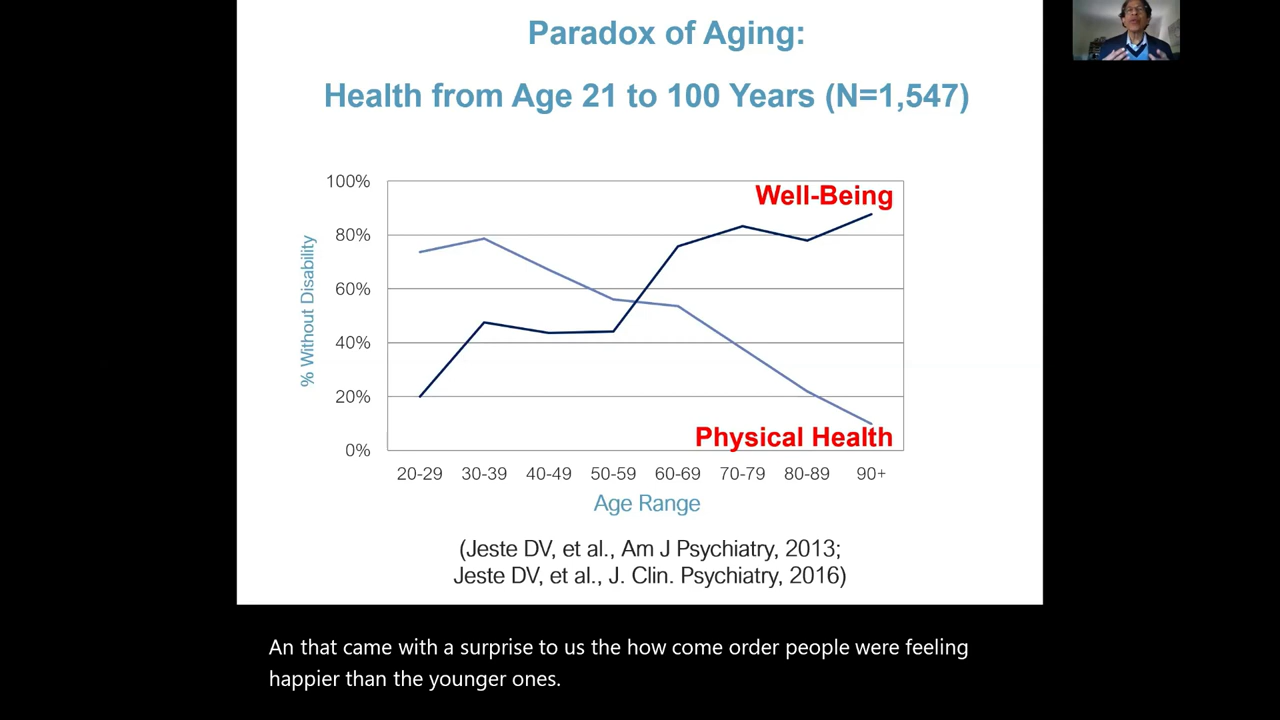 Paradox of Aging:
Health from Age 21 to 100 Years (N=1,547)
100%
Well-Being
80%
60%
% Without Disability
40%
20%
Physical Health
0%
20-29 30-39 40-49 50-59 60-69 70-79 80-89 90+
Age Range
(Jeste DV, et al., Am J Psychiatry, 2013;
Jeste DV, et al., J. Clin. Psychiatry, 2016)
An that came with a surprise to us the how come order people were feeling
happier than the younger ones.